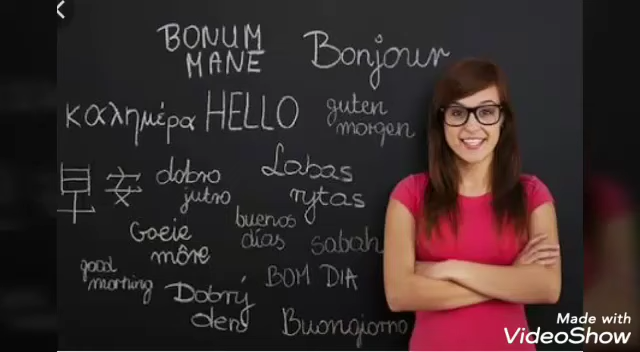 BONUM
MANE
Bonjour
καλημέρα
HELLO
guten
morgen
早安
dobro
jutro
Labas
rytas
Goeie
môre
buenos
días
sabah
good
morning
Dobrý
den
BOM DIA
Buongiorno
Made with
VideoShow